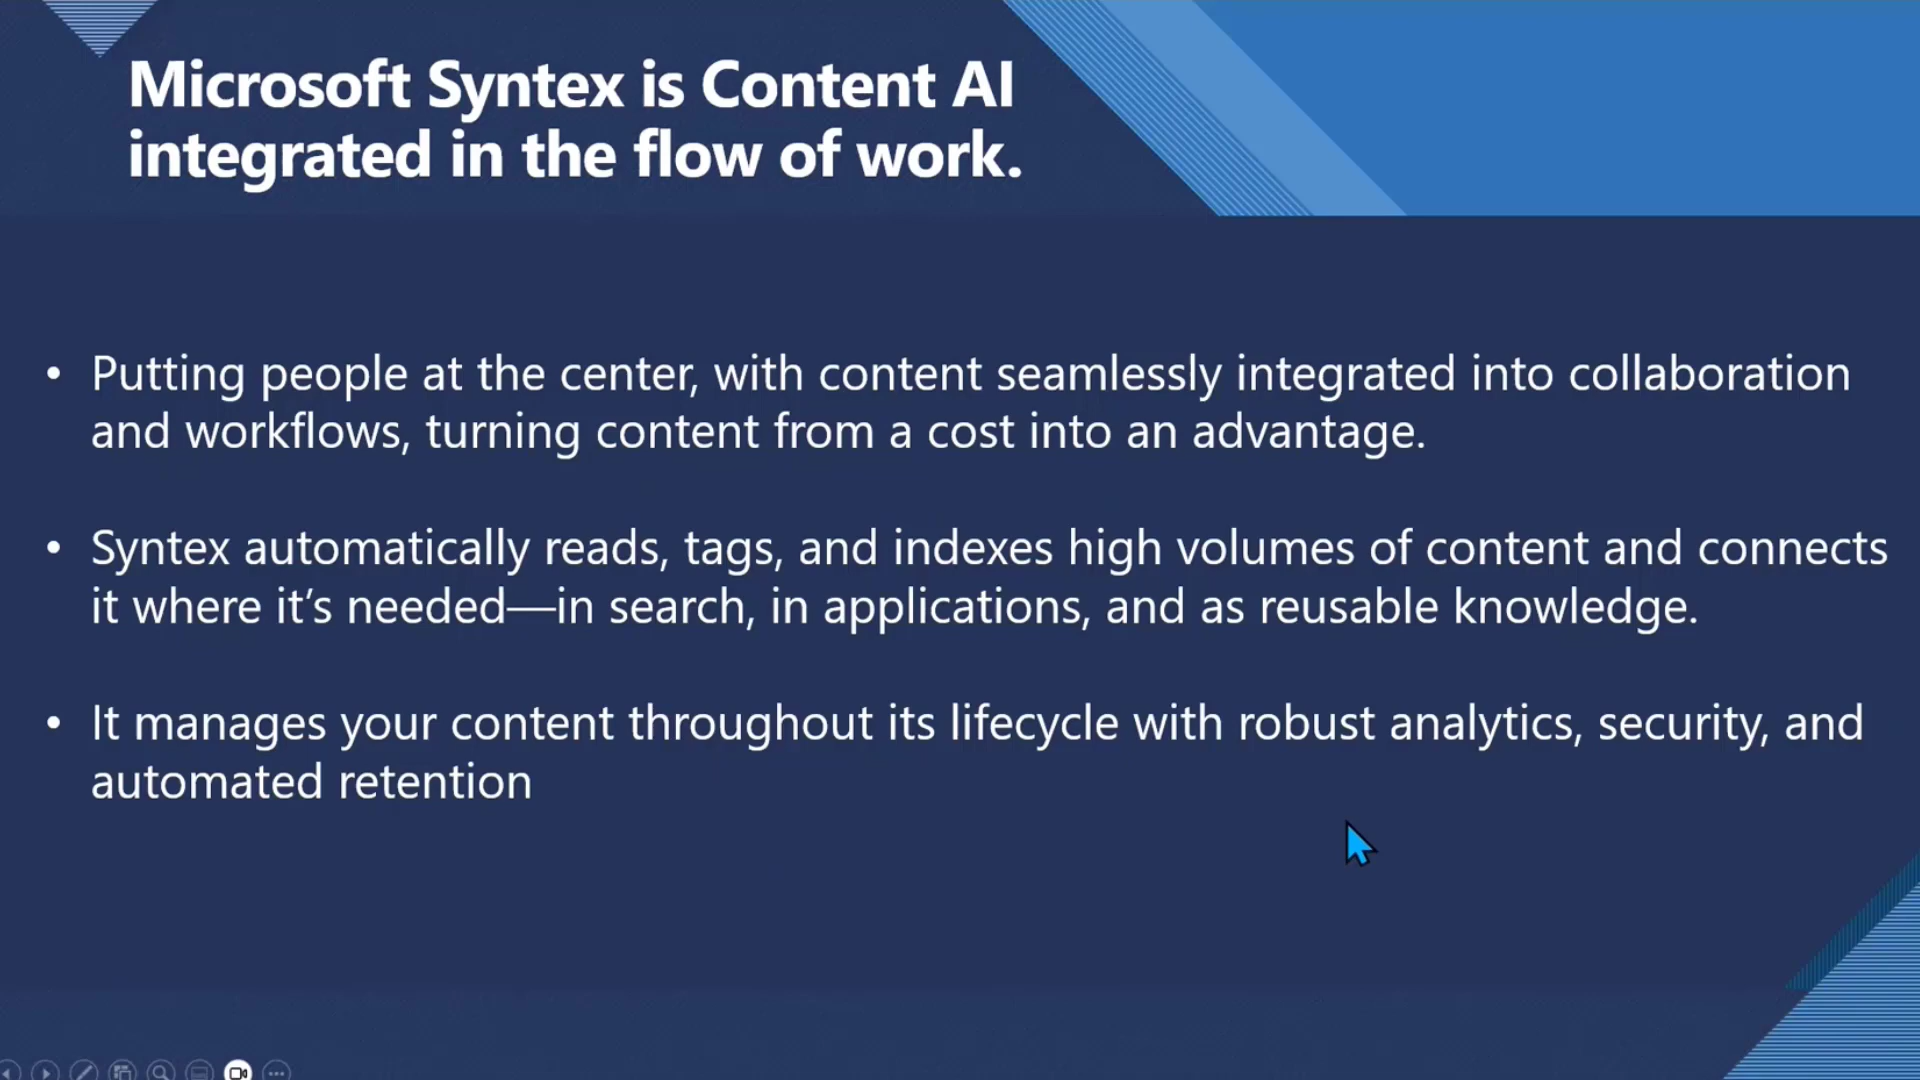 Microsoft Syntex is Content AI
integrated in the flow of work.
• Putting people at the center, with content seamlessly integrated into collaboration
and workflows, turning content from a cost into an advantage.
• Syntex automatically reads, tags, and indexes high volumes of content and connects
it where it’s needed—in search, in applications, and as reusable knowledge.
• It manages your content throughout its lifecycle with robust analytics, security, and
automated retention